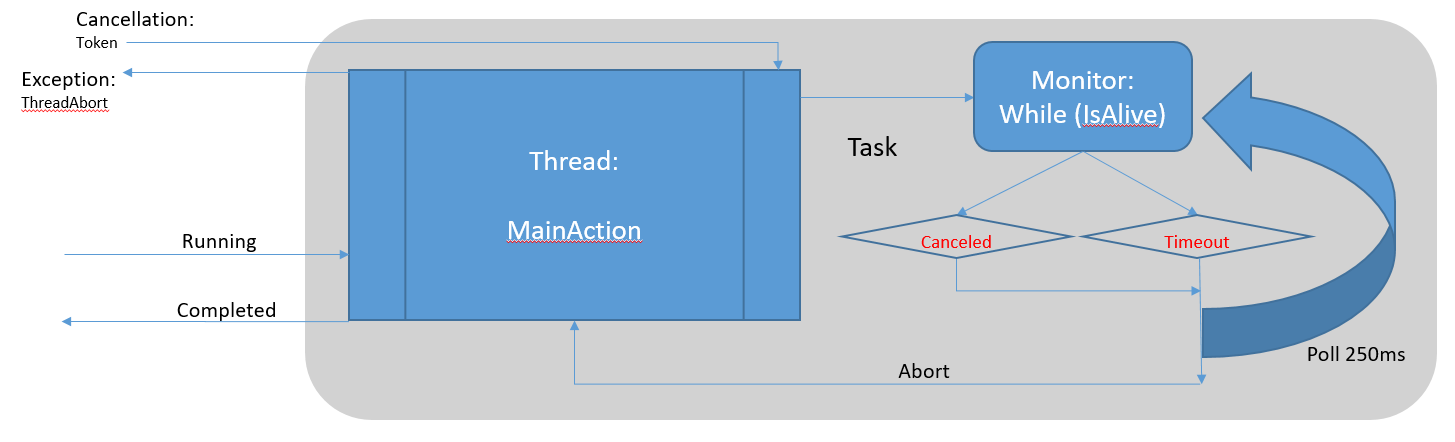 Cancellation:
Token
Exception:
ThreadAbort
Thread:
MainAction
Running
Completed
Task
Monitor:
While (IsAlive)
Canceled
Timeout
Poll 250ms
Abort